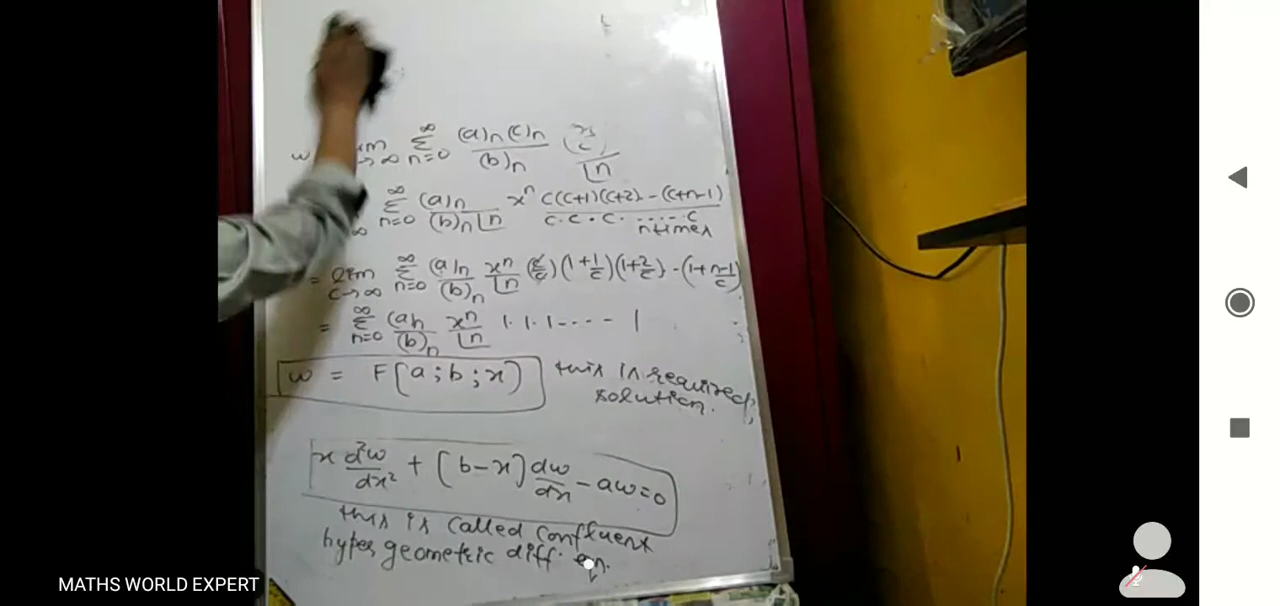 w lim c→∞ ∞ Σ n=0 (a)n (c)n / (b)n (x/c) / ⌊n
∞ ∞ Σ n=0 (a)n / (b)n ⌊n x^n c(c+1)(c+2) - (c+n-1) / c. c. c. ..... c n times
= lim c→∞ ∞ Σ n=0 (a)n / (b)n x^n / ⌊n (c/c) (1+1/c) (1+2/c) - (1+n-1/c)
= ∞ Σ n=0 (a)n / (b)n x^n / ⌊n 1. 1. 1 ---- 1
w = F(a; b; x) this is required
solution.
x d²w/dx² + (b-x) dw/dx - aw = 0
this is called confluent
hyper geometric diff. eqn.
MATHS WORLD EXPERT